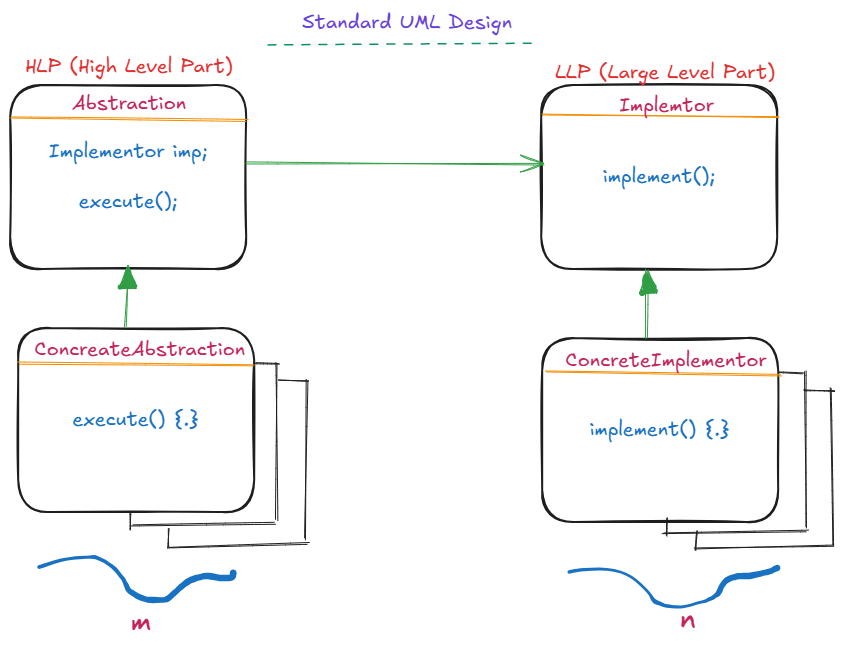 Standard UML Design
HLP (High Level Part)
LLP (Large Level Part)
Abstraction
Implementor imp;
execute();
Implemtor
implement();
ConcreateAbstraction
execute() {.}
ConcreteImplementor
implement() {.}
m
n